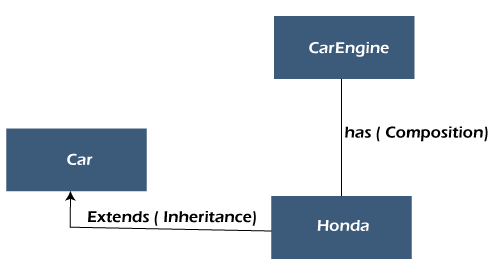 CarEngine
has ( Composition)
Car
Extends ( Inheritance)
Honda